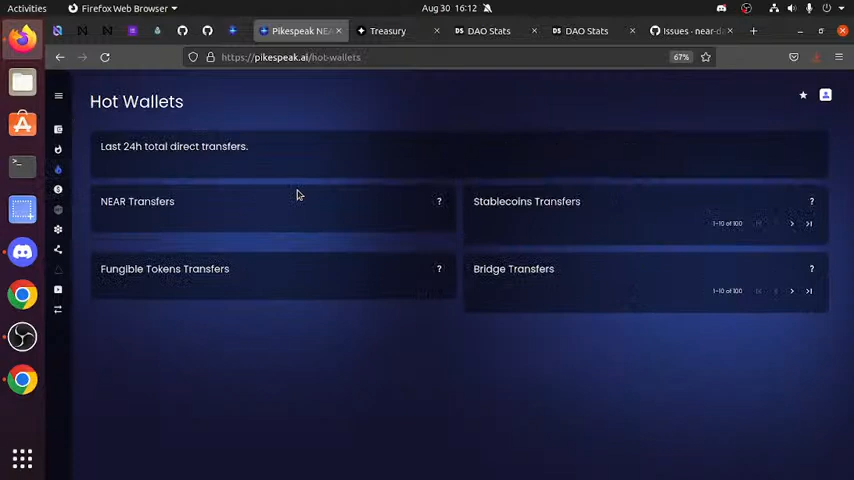 Activities Firefox Web Browser Aug 30 16:12
Pikespeak NEA Treasury DAO Stats DAO Stats Issues · near-da
https://pikespeak.ai/hot-wallets 67%
Hot Wallets
Last 24h total direct transfers.
NEAR Transfers ?
Stablecoins Transfers ?
1-10 of 100
Fungible Tokens Transfers ?
Bridge Transfers ?
1-10 of 100